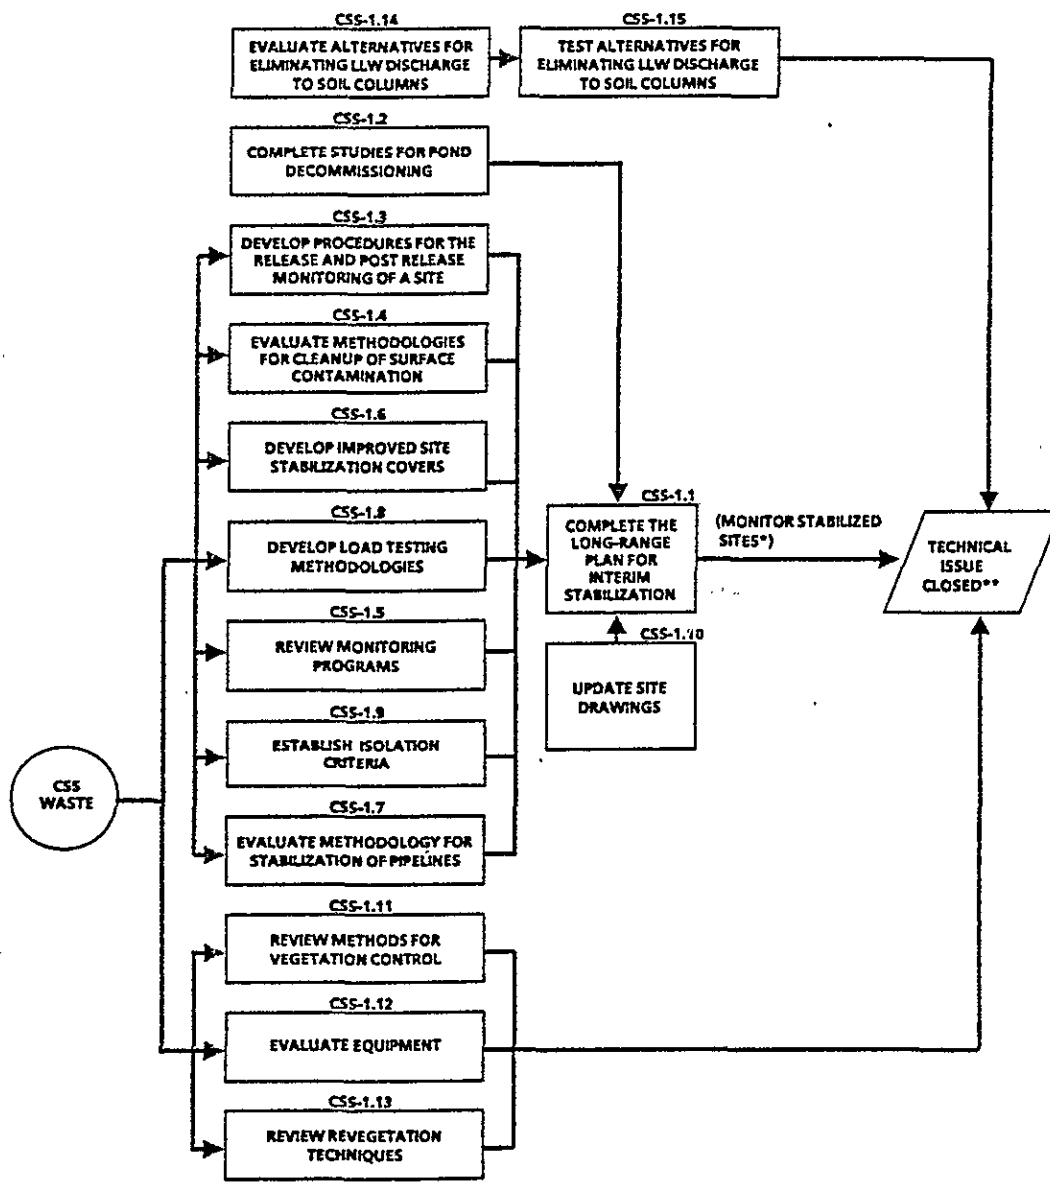 CSS-1.14
EVALUATE ALTERNATIVES FOR
ELIMINATING LLW DISCHARGE
TO SOIL COLUMNS
CSS-1.15
TEST ALTERNATIVES FOR
ELIMINATING LLW DISCHARGE
TO SOIL COLUMNS
CSS-1.2
COMPLETE STUDIES FOR POND
DECOMMISSIONING
CSS-1.3
DEVELOP PROCEDURES FOR THE
RELEASE AND POST RELEASE
MONITORING OF A SITE
CSS-1.4
EVALUATE METHODOLOGIES
FOR CLEANUP OF SURFACE
CONTAMINATION
CSS-1.6
DEVELOP IMPROVED SITE
STABILIZATION COVERS
CSS-1.8
DEVELOP LOAD TESTING
METHODOLOGIES
CSS-1.1
COMPLETE THE
LONG-RANGE
PLAN FOR
INTERIM
STABILIZATION
(MONITOR STABILIZED
SITES*)
TECHNICAL
ISSUE
CLOSED**
CSS-1.5
REVIEW MONITORING
PROGRAMS
CSS-1.10
UPDATE SITE
DRAWINGS
CSS-1.9
ESTABLISH ISOLATION
CRITERIA
CSS
WASTE
CSS-1.7
EVALUATE METHODOLOGY FOR
STABILIZATION OF PIPELINES
CSS-1.11
REVIEW METHODS FOR
VEGETATION CONTROL
CSS-1.12
EVALUATE EQUIPMENT
CSS-1.13
REVIEW REVEGETATION
TECHNIQUES